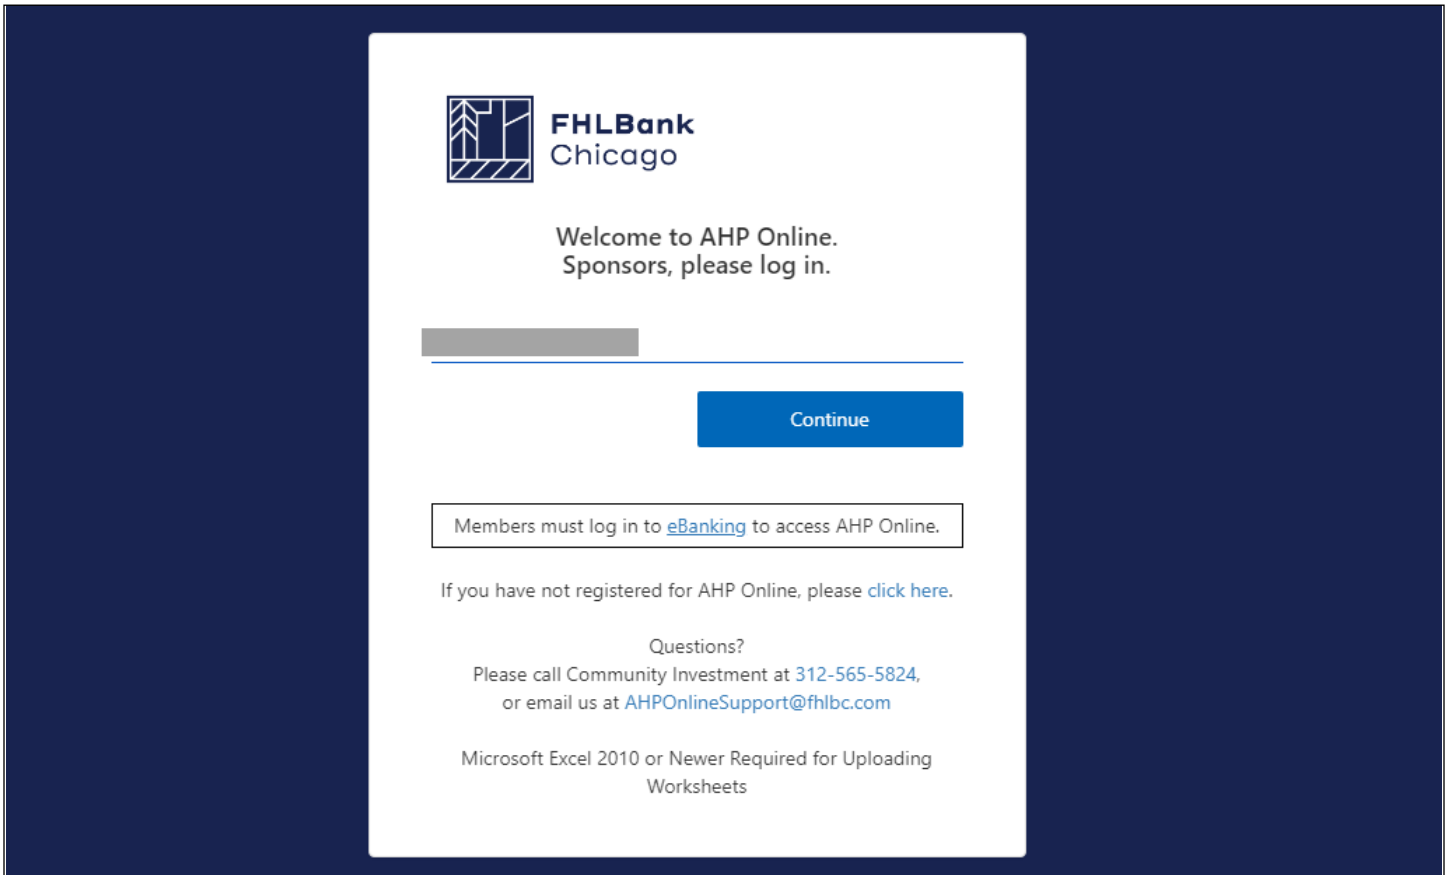 FHLBank
Chicago
Welcome to AHP Online.
Sponsors, please log in.
Continue
Members must log in to eBanking to access AHP Online.
If you have not registered for AHP Online, please click here.
Questions?
Please call Community Investment at 312-565-5824,
or email us at AHPOnlineSupport@fhlbc.com
Microsoft Excel 2010 or Newer Required for Uploading
Worksheets